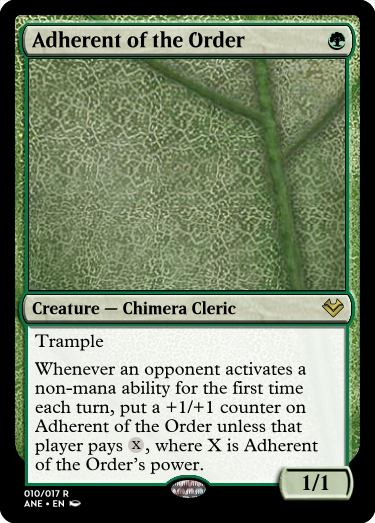 Adherent of the Order
Creature — Chimera Cleric
Trample
Whenever an opponent activates a
non-mana ability for the first time
each turn, put a +1/+1 counter on
Adherent of the Order unless that
player pays X, where X is Adherent
of the Order's power.
1/1
010/017 R
ANE • EN